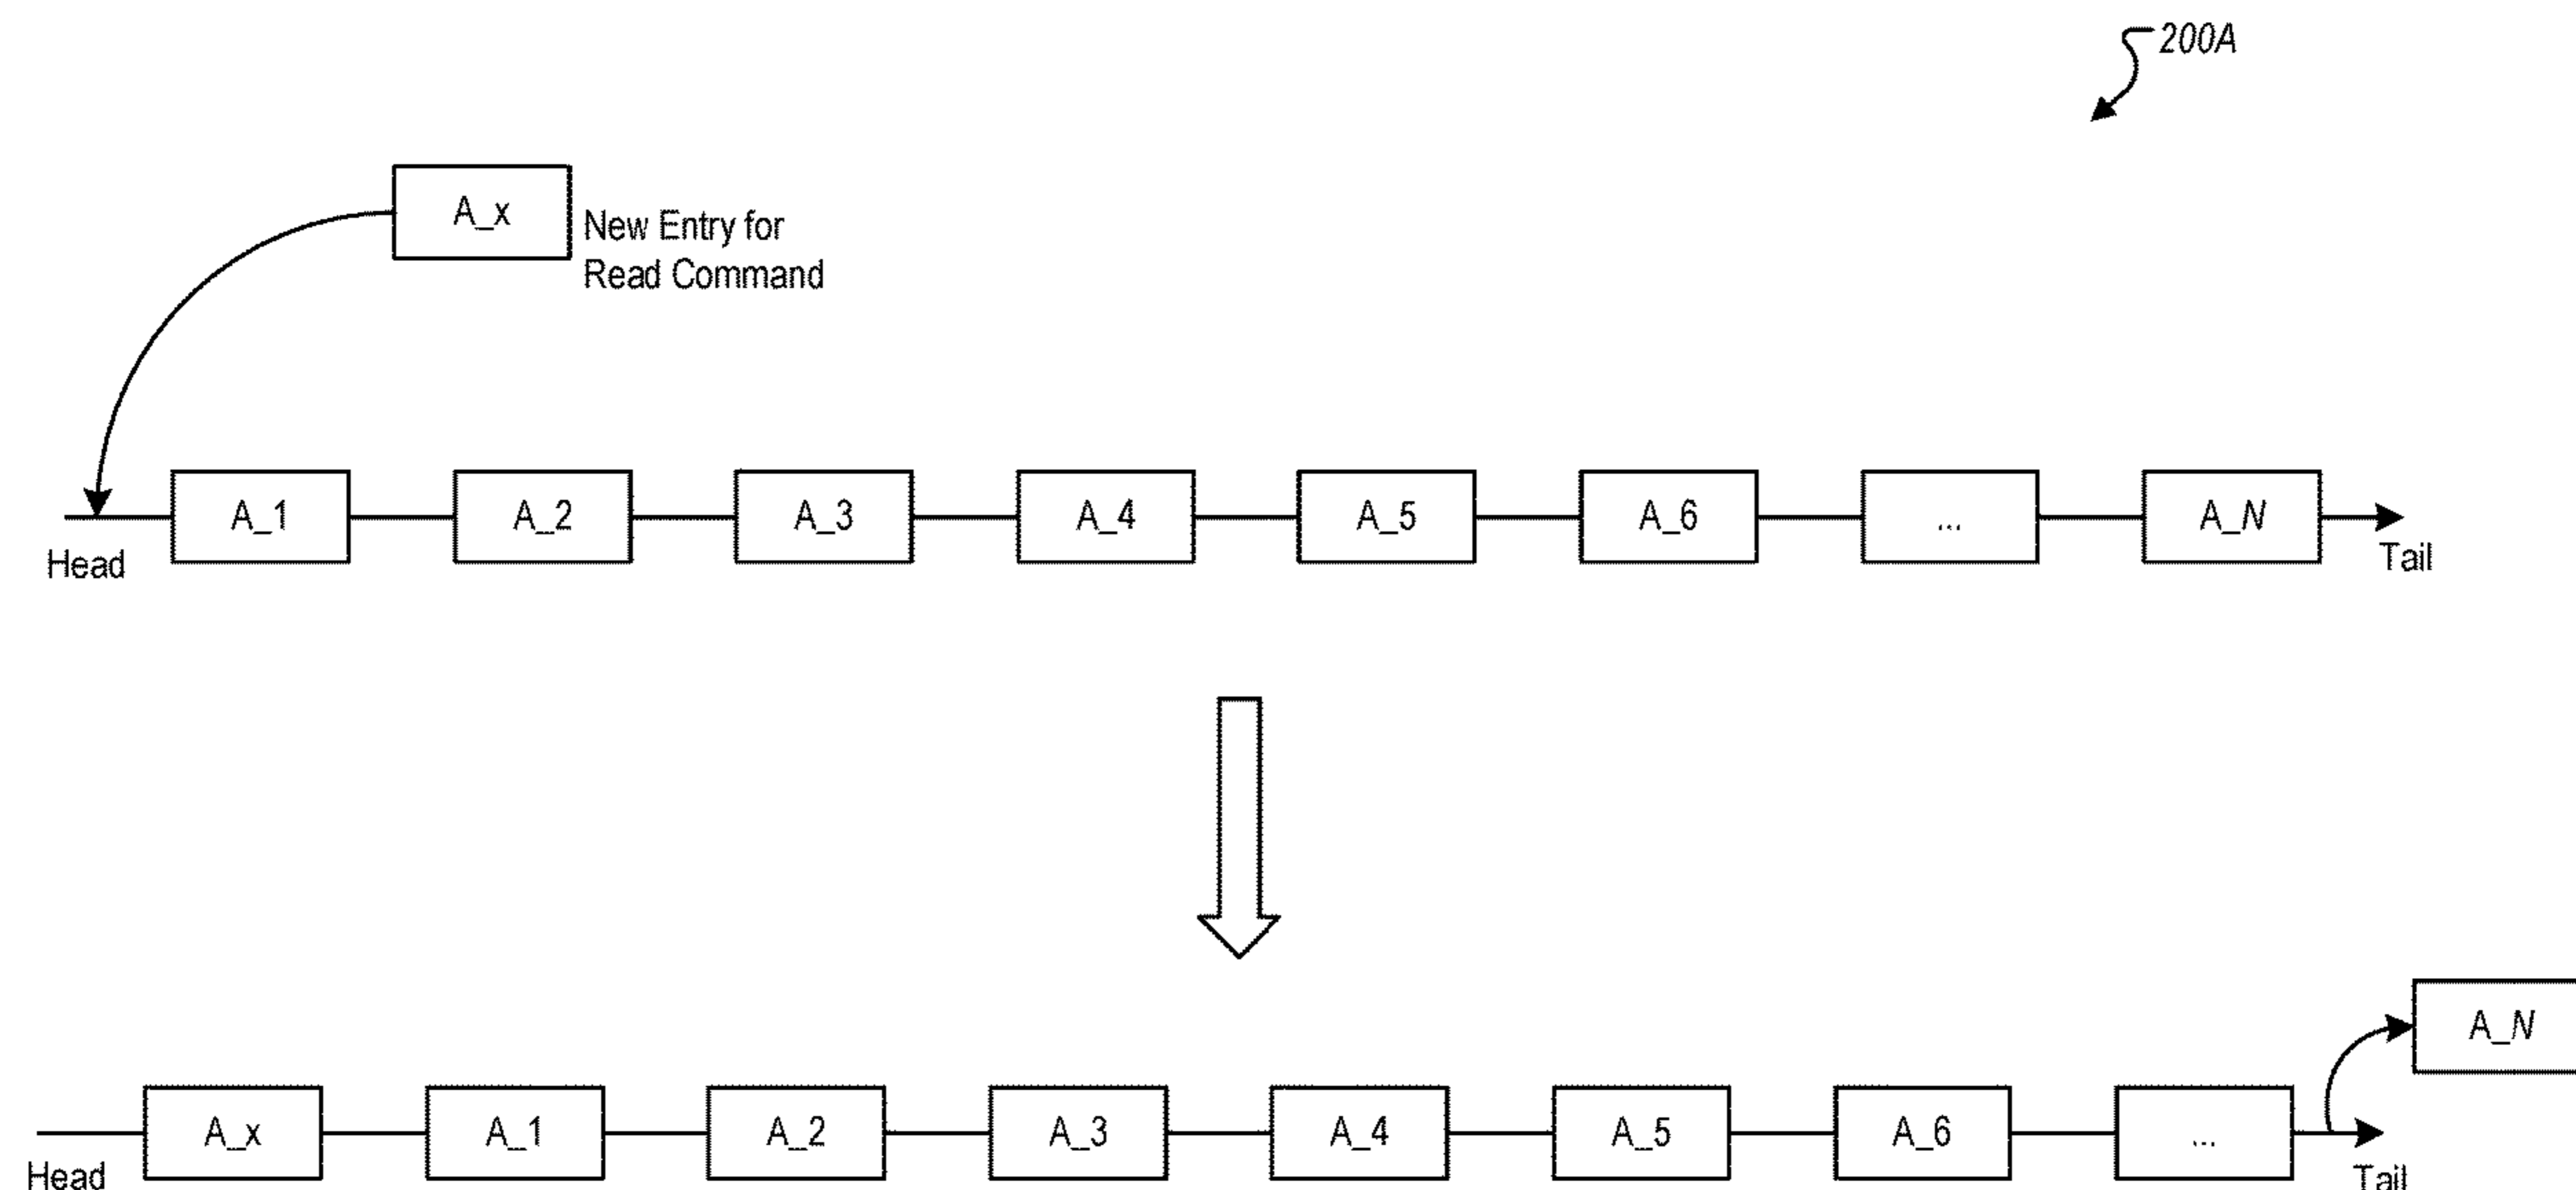 200A
A_x
New Entry for
Read Command
A_1
A_2
A_3
A_4
A_5
A_6
...
A_N
Head
Tail
A_N
A_x
A_1
A_2
A_3
A_4
A_5
A_6
...
Head
Tail